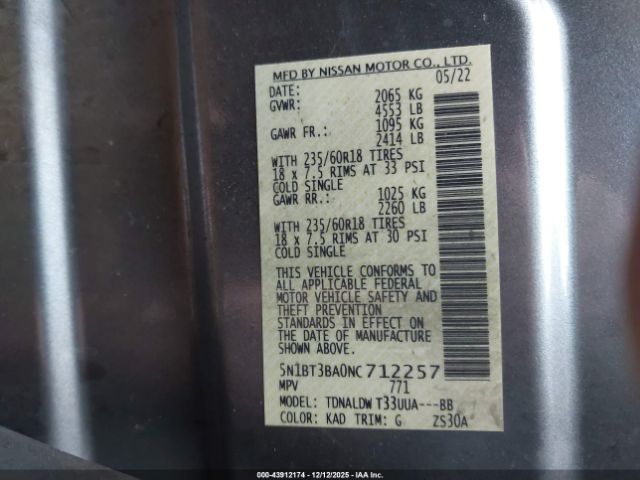 MFD BY NISSAN MOTOR CO., LTD.
DATE: 05/22
GVWR: 2065 KG
4553 LB
GAWR FR.: 1095 KG
2414 LB
WITH 235/60R18 TIRES
18 x 7.5 RIMS AT 33 PSI
COLD SINGLE
GAWR RR.: 1025 KG
2260 LB
WITH 235/60R18 TIRES
18 x 7.5 RIMS AT 30 PSI
COLD SINGLE
THIS VEHICLE CONFORMS TO
ALL APPLICABLE FEDERAL
MOTOR VEHICLE SAFETY AND
THEFT PREVENTION
STANDARDS IN EFFECT ON
THE DATE OF MANUFACTURE
SHOWN ABOVE.
5N1BT3BA0NC712257
MPV 771
MODEL: TDNALDW T33UUA---BB
COLOR: KAD TRIM: G ZS30A
000-43912174 - 12/12/2025 - IAAI.COM